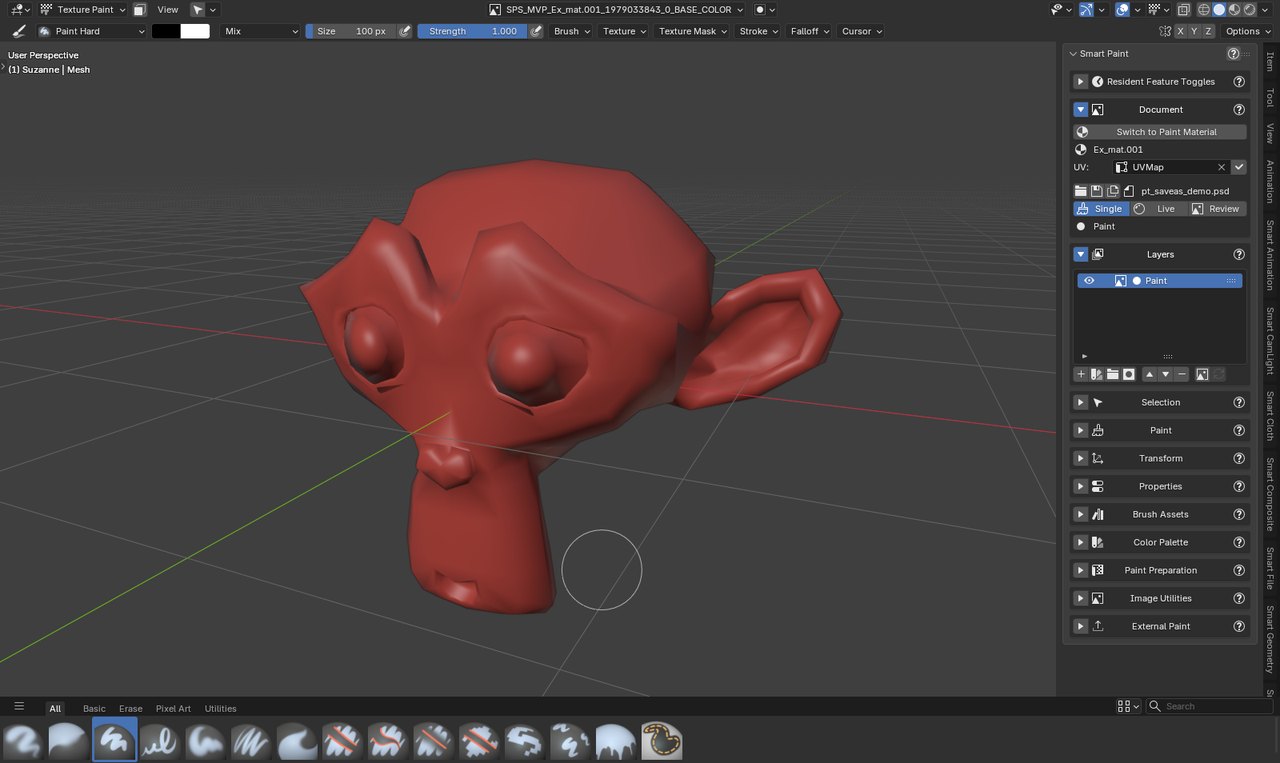 Texture Paint View SPS_MVP_Ex_mat.001_1979033843_0_BASE_COLOR
Paint Hard Mix Size 100 px Strength 1.000 Brush Texture Texture Mask Stroke Falloff Cursor X Y Z Options
User Perspective
(1) Suzanne | Mesh
Smart Paint
Resident Feature Toggles
Document
Switch to Paint Material
Ex_mat.001
UV: UVMap
pt_saveas_demo.psd
Single Live Review
Paint
Layers
Paint
Selection
Paint
Transform
Properties
Brush Assets
Color Palette
Paint Preparation
Image Utilities
External Paint
Item
Tool
View
Animation
Smart Animation
Smart CamLight
Smart Cloth
Smart Composite
Smart File
Smart Geometry
All Basic Erase Pixel Art Utilities
Search